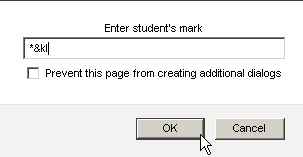 Enter student's mark
*&kl
Prevent this page from creating additional dialogs
OK
Cancel